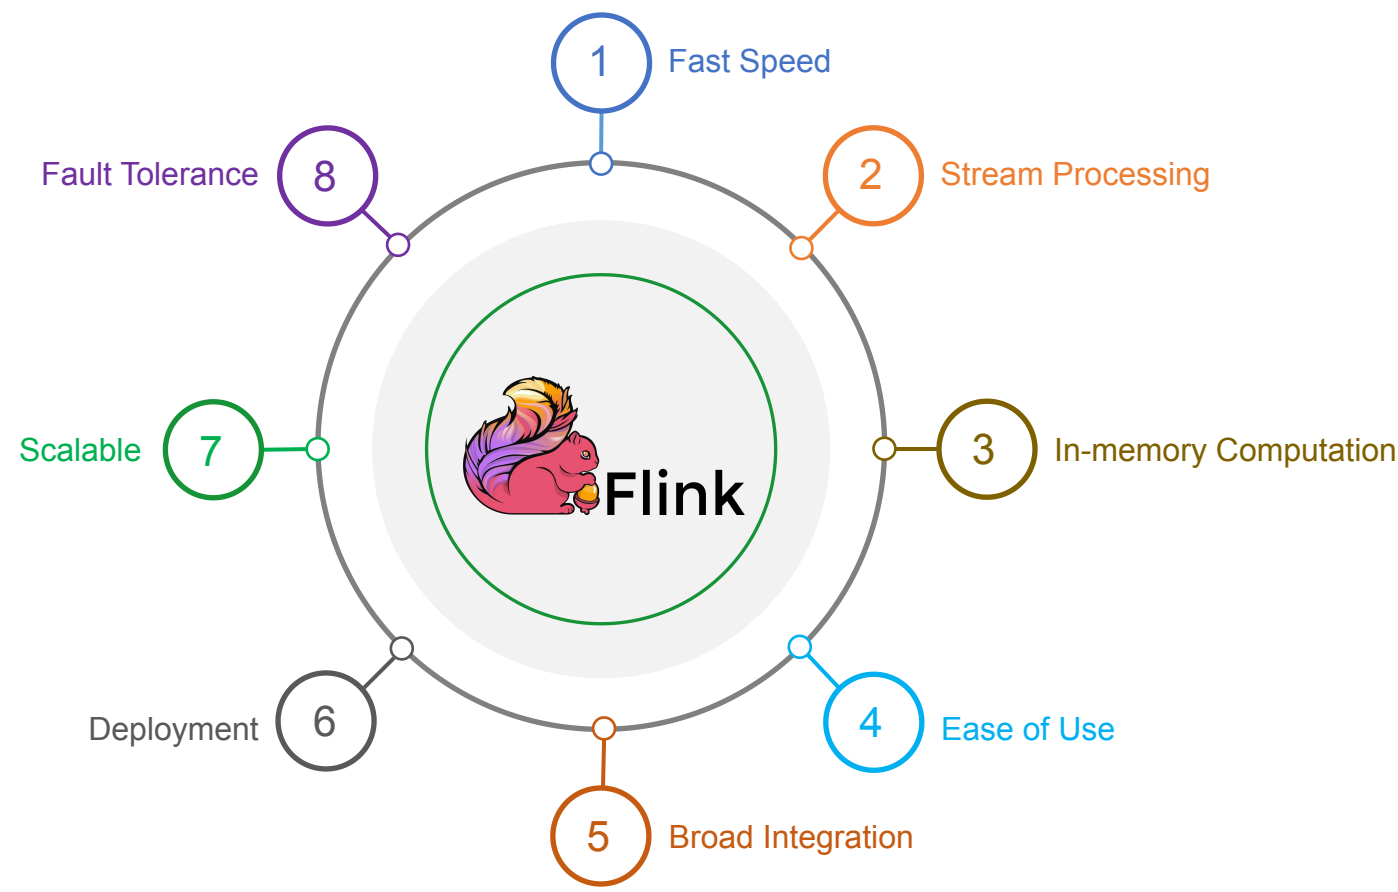 1 Fast Speed
2 Stream Processing
3 In-memory Computation
4 Ease of Use
5 Broad Integration
6 Deployment
7 Scalable
8 Fault Tolerance
Flink